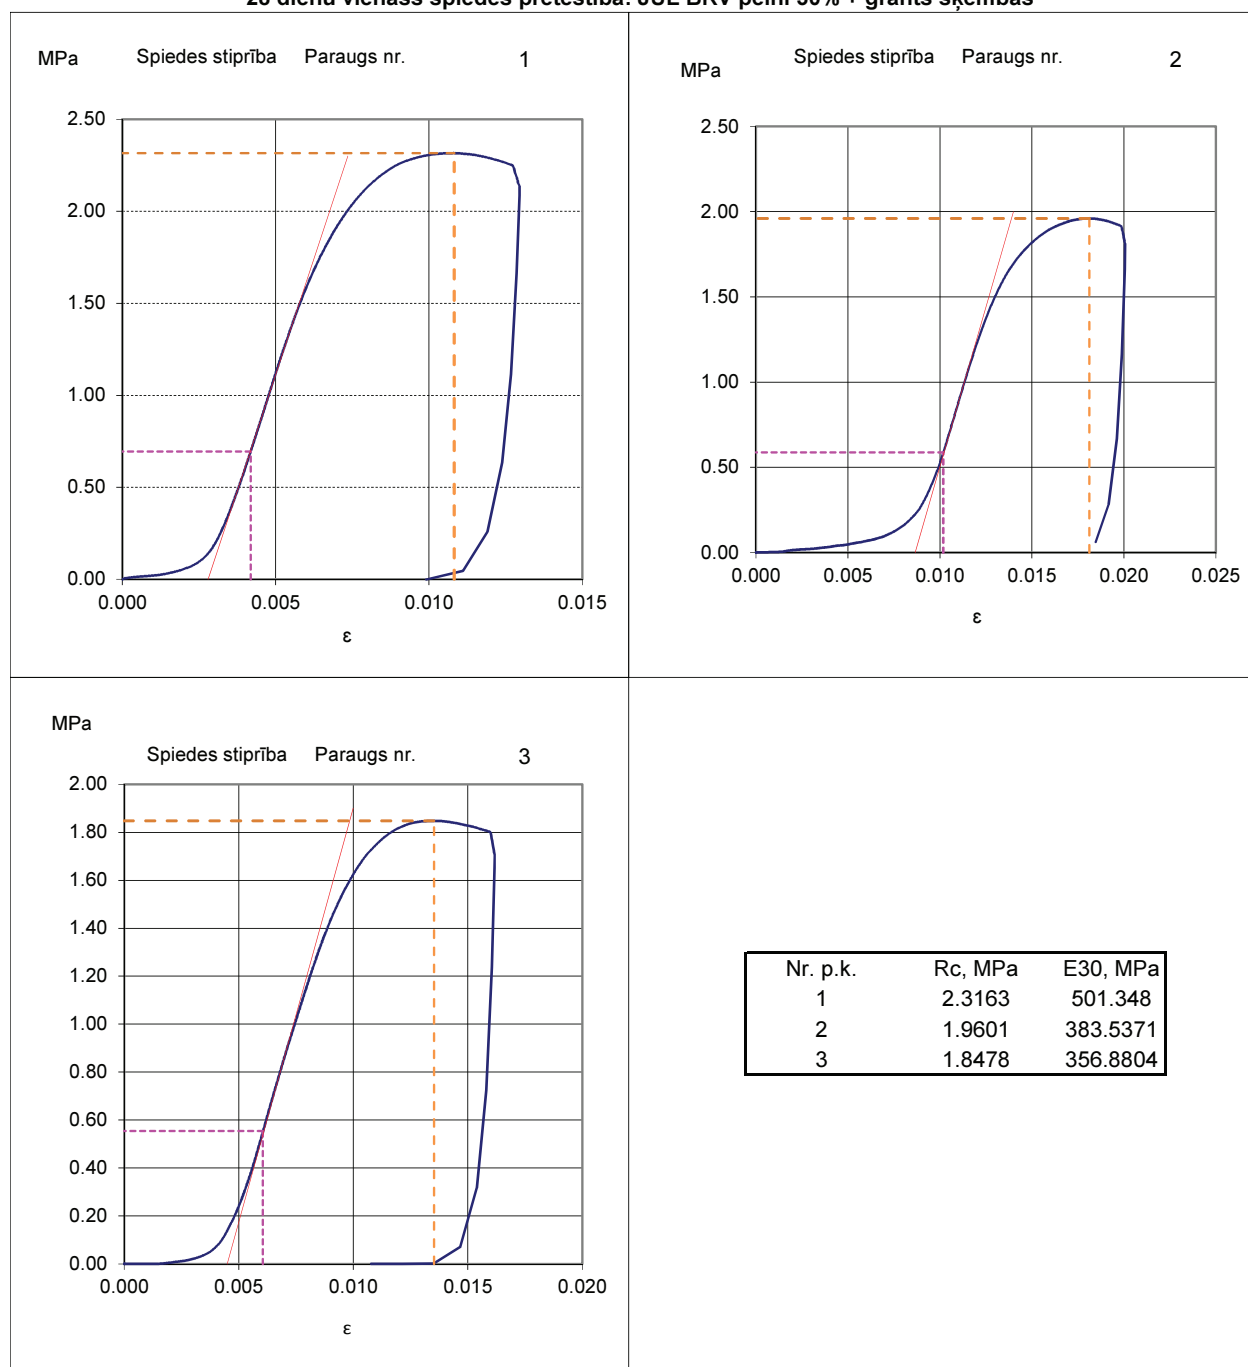 MPa Spiedes stiprība Paraugs nr. 1
2.50
2.00
1.50
1.00
0.50
0.00
0.000 0.005 0.010 0.015
ε
MPa Spiedes stiprība Paraugs nr. 2
2.50
2.00
1.50
1.00
0.50
0.00
0.000 0.005 0.010 0.015 0.020 0.025
ε
MPa
Spiedes stiprība Paraugs nr. 3
2.00
1.80
1.60
1.40
1.20
1.00
0.80
0.60
0.40
0.20
0.00
0.000 0.005 0.010 0.015 0.020
ε
Nr. p.k. Rc, MPa E30, MPa
1 2.3163 501.348
2 1.9601 383.5371
3 1.8478 356.8804